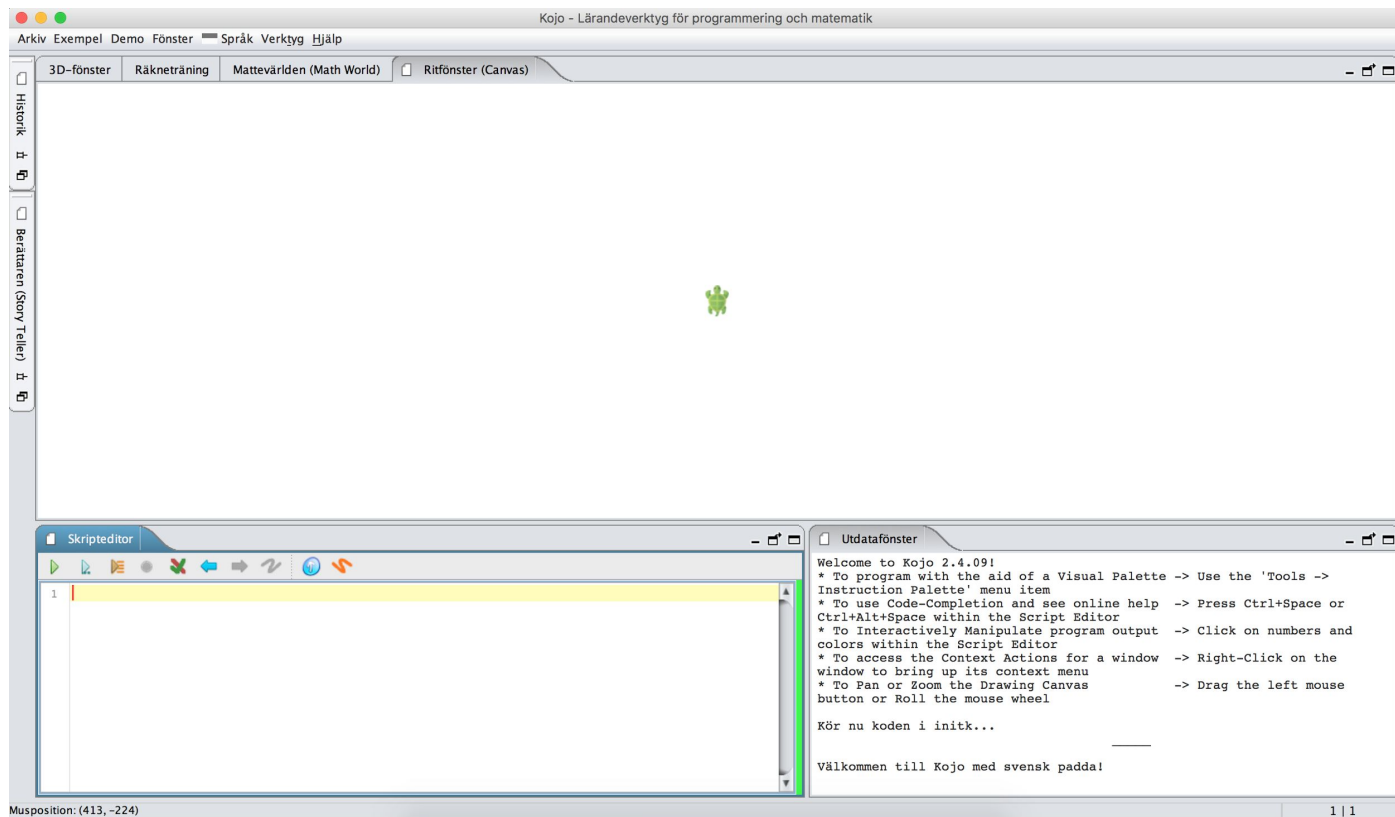 Kojo - Lärandeverktyg för programmering och matematik
Arkiv Exempel Demo Fönster Språk Verktyg Hjälp
3D-fönster Räkneträning Mattevärlden (Math World) Ritfönster (Canvas)
Historik
Berättaren (Story Teller)
Skripteditor
1
Utdatafönster
Welcome to Kojo 2.4.09!
* To program with the aid of a Visual Palette -> Use the 'Tools ->
Instruction Palette' menu item
* To use Code-Completion and see online help -> Press Ctrl+Space or
Ctrl+Alt+Space within the Script Editor
* To Interactively Manipulate program output -> Click on numbers and
colors within the Script Editor
* To access the Context Actions for a window -> Right-Click on the
window to bring up its context menu
* To Pan or Zoom the Drawing Canvas -> Drag the left mouse
button or Roll the mouse wheel
Kör nu koden i initk...
_____
Välkommen till Kojo med svensk padda!
Musposition: (413, -224) 1|1